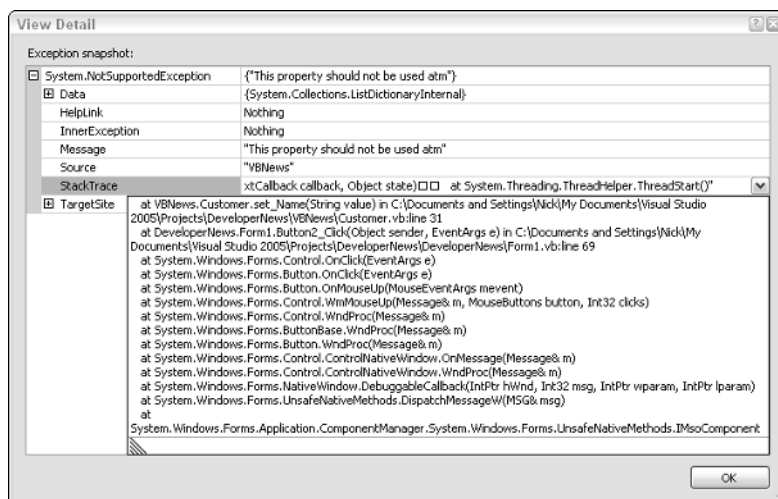 View Detail
Exception snapshot:
System.NotSupportedException {"This property should not be used atm"}
Data {System.Collections.ListDictionaryInternal}
HelpLink Nothing
InnerException Nothing
Message "This property should not be used atm"
Source "VBNews"
StackTrace xtCallback callback, Object state)□□ at System.Threading.ThreadHelper.ThreadStart()"
TargetSite
at VBNews.Customer.set_Name(String value) in C:\Documents and Settings\Nick\My Documents\Visual Studio
2005\Projects\DeveloperNews\VBNews\Customer.vb:line 31
at DeveloperNews.Form1.Button2_Click(Object sender, EventArgs e) in C:\Documents and Settings\Nick\My
Documents\Visual Studio 2005\Projects\DeveloperNews\DeveloperNews\Form1.vb:line 69
at System.Windows.Forms.Control.OnClick(EventArgs e)
at System.Windows.Forms.Button.OnClick(EventArgs e)
at System.Windows.Forms.Button.OnMouseUp(MouseEventArgs mevent)
at System.Windows.Forms.Control.WmMouseUp(Message& m, MouseButtons button, Int32 clicks)
at System.Windows.Forms.Control.WndProc(Message& m)
at System.Windows.Forms.ButtonBase.WndProc(Message& m)
at System.Windows.Forms.Button.WndProc(Message& m)
at System.Windows.Forms.Control.ControlNativeWindow.OnMessage(Message& m)
at System.Windows.Forms.Control.ControlNativeWindow.WndProc(Message& m)
at System.Windows.Forms.NativeWindow.DebuggableCallback(IntPtr hWnd, Int32 msg, IntPtr wparam, IntPtr lparam)
at System.Windows.Forms.UnsafeNativeMethods.DispatchMessageW(MSG& msg)
at
System.Windows.Forms.Application.ComponentManager.System.Windows.Forms.UnsafeNativeMethods.IMsoComponent
OK